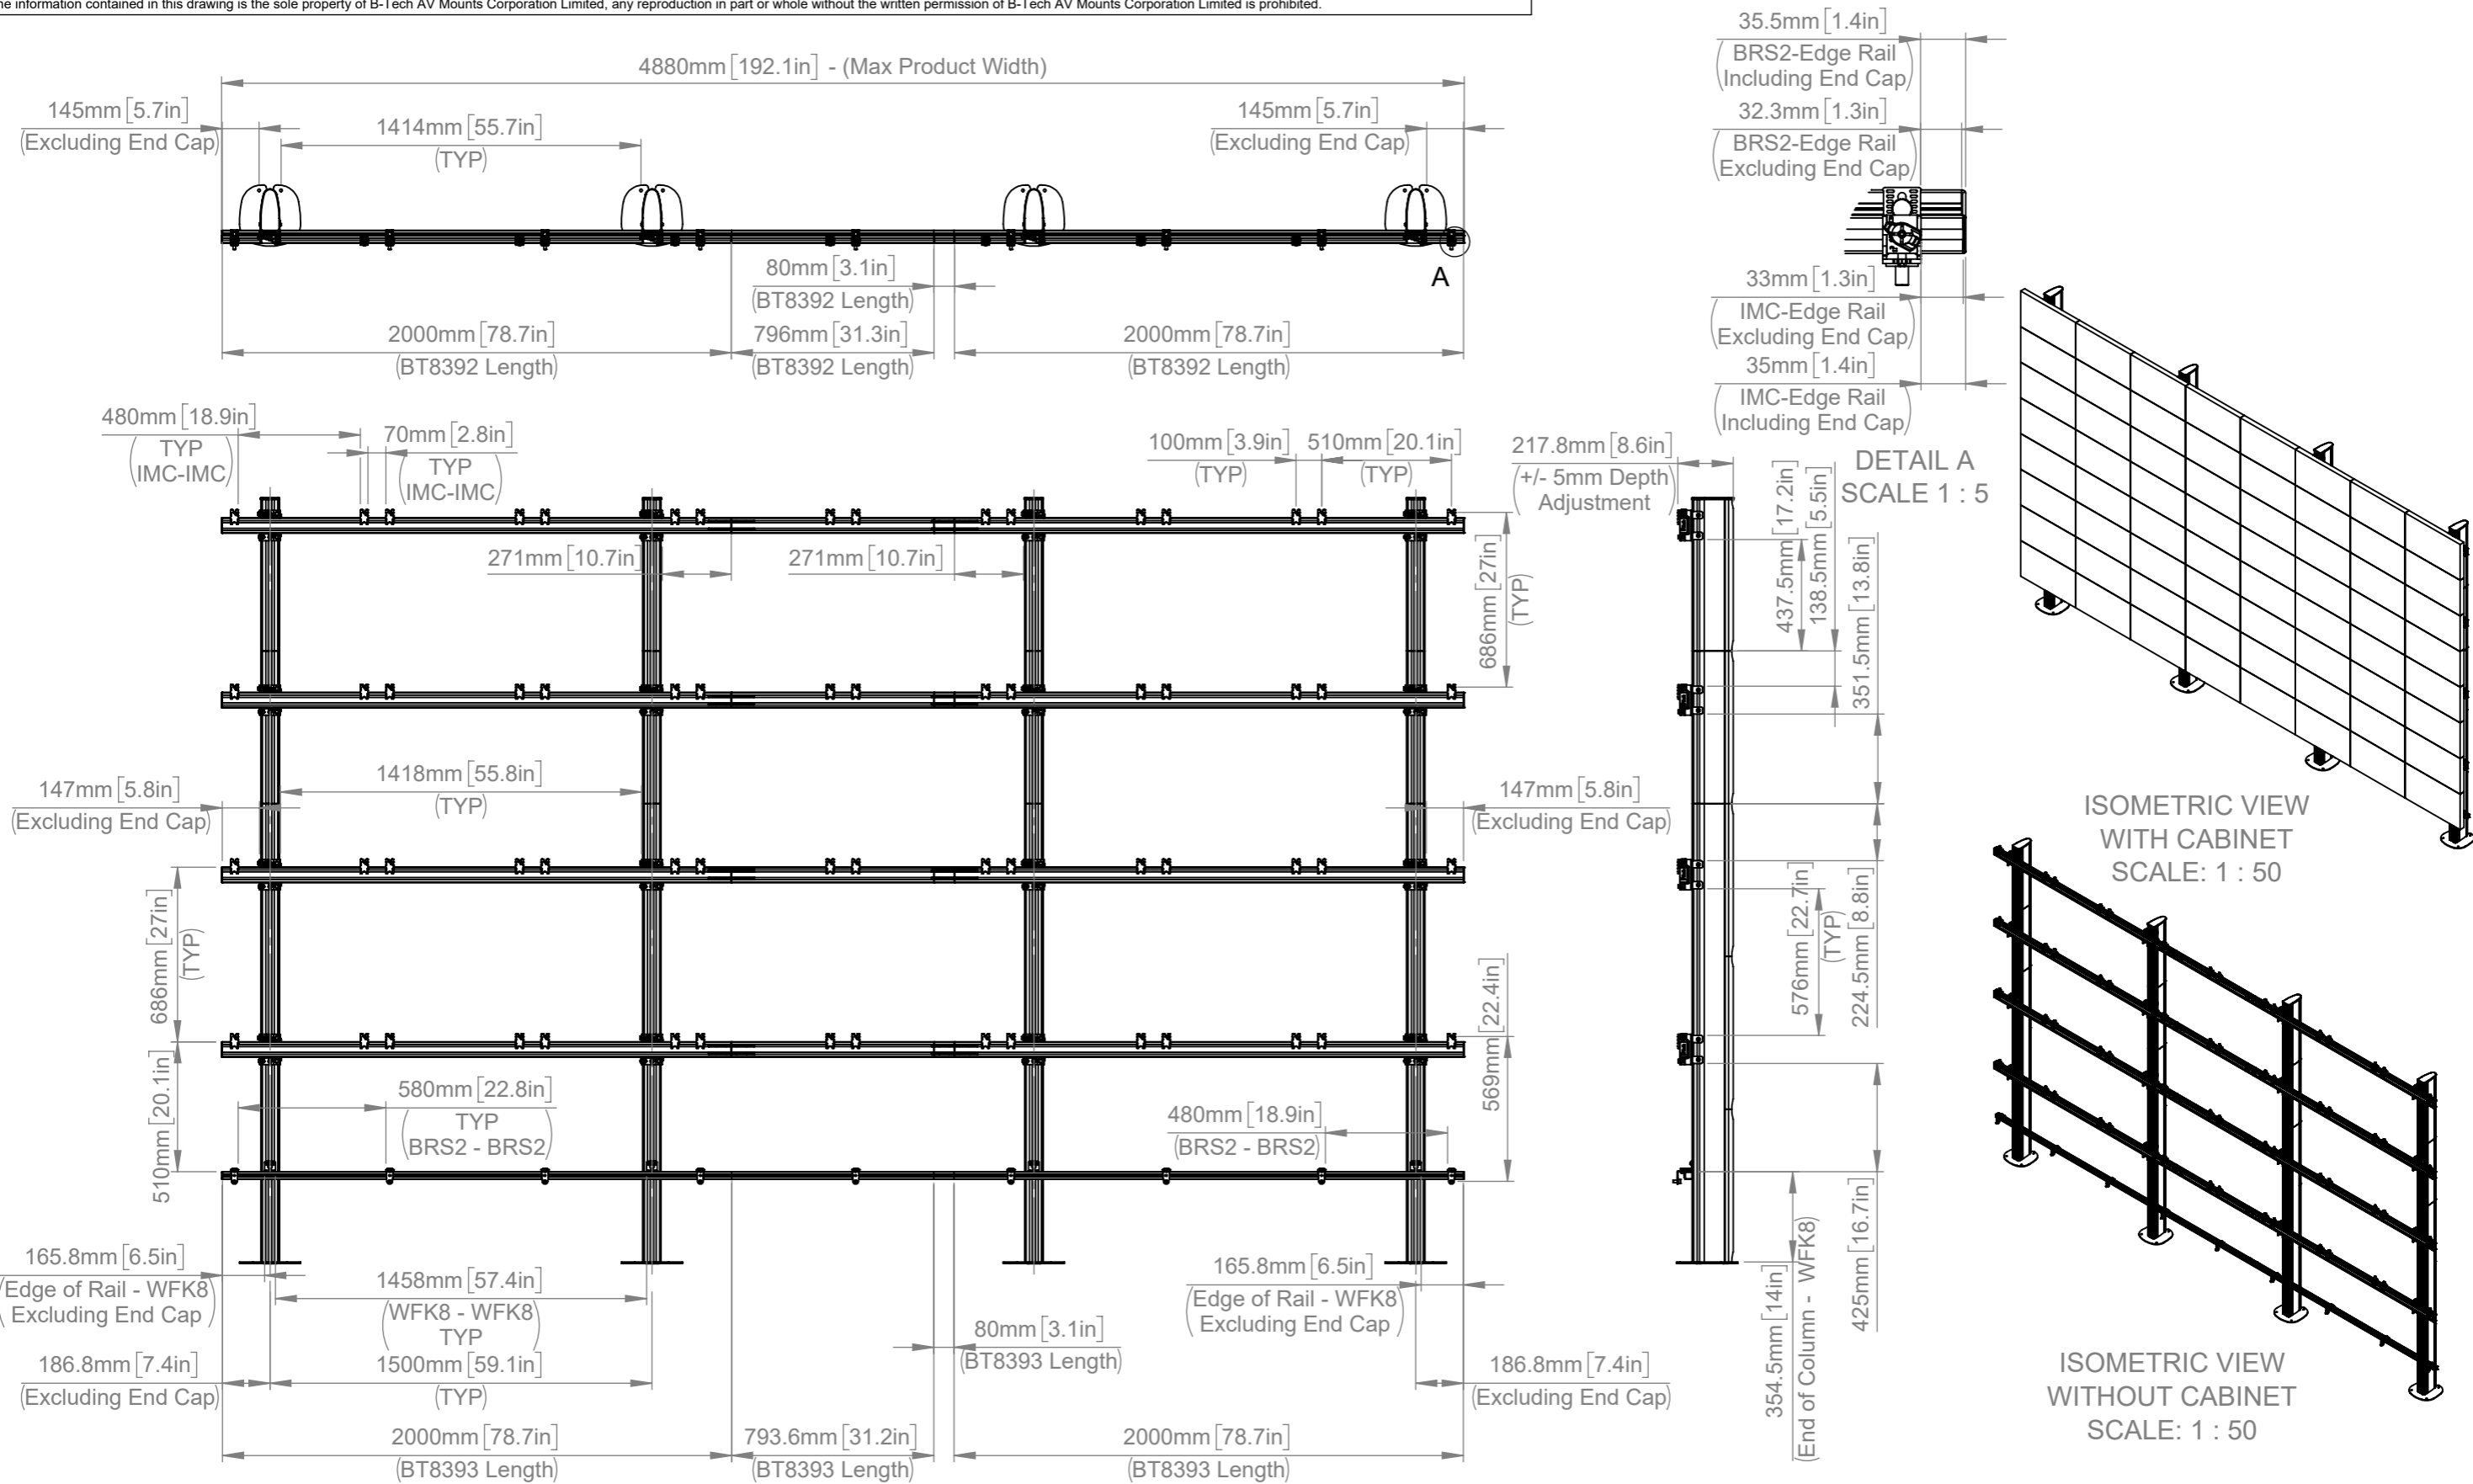 he information contained in this drawing is the sole property of B-Tech AV Mounts Corporation Limited, any reproduction in part or whole without the written permission of B-Tech AV Mounts Corporation Limited is prohibited.
4880mm [192.1in] - (Max Product Width)
145mm [5.7in]
(Excluding End Cap)
1414mm [55.7in]
(TYP)
145mm [5.7in]
(Excluding End Cap)
A
80mm [3.1in]
(BT8392 Length)
2000mm [78.7in]
(BT8392 Length)
796mm [31.3in]
(BT8392 Length)
2000mm [78.7in]
(BT8392 Length)
35.5mm [1.4in]
(BRS2-Edge Rail
Including End Cap)
32.3mm [1.3in]
(BRS2-Edge Rail
Excluding End Cap)
33mm [1.3in]
(IMC-Edge Rail
Excluding End Cap)
35mm [1.4in]
(IMC-Edge Rail
Including End Cap)
DETAIL A
SCALE 1 : 5
480mm [18.9in]
(TYP
IMC-IMC)
70mm [2.8in]
(TYP
IMC-IMC)
100mm [3.9in]
(TYP)
510mm [20.1in]
(TYP)
217.8mm [8.6in]
(+/- 5mm Depth
Adjustment)
271mm [10.7in]
271mm [10.7in]
686mm [27in]
(TYP)
437.5mm [17.2in]
138.5mm [5.5in]
351.5mm [13.8in]
1418mm [55.8in]
(TYP)
147mm [5.8in]
(Excluding End Cap)
147mm [5.8in]
(Excluding End Cap)
ISOMETRIC VIEW
WITH CABINET
SCALE: 1 : 50
686mm [27in]
(TYP)
576mm [22.7in]
(TYP)
224.5mm [8.8in]
510mm [20.1in]
580mm [22.8in]
(TYP
BRS2 - BRS2)
480mm [18.9in]
(BRS2 - BRS2)
569mm [22.4in]
425mm [16.7in]
354.5mm [14in]
(End of Column - WFK8)
165.8mm [6.5in]
(Edge of Rail - WFK8
Excluding End Cap)
1458mm [57.4in]
(WFK8 - WFK8
TYP)
165.8mm [6.5in]
(Edge of Rail - WFK8
Excluding End Cap)
80mm [3.1in]
(BT8393 Length)
186.8mm [7.4in]
(Excluding End Cap)
1500mm [59.1in]
(TYP)
186.8mm [7.4in]
(Excluding End Cap)
2000mm [78.7in]
(BT8393 Length)
793.6mm [31.2in]
(BT8393 Length)
2000mm [78.7in]
(BT8393 Length)
ISOMETRIC VIEW
WITHOUT CABINET
SCALE: 1 : 50